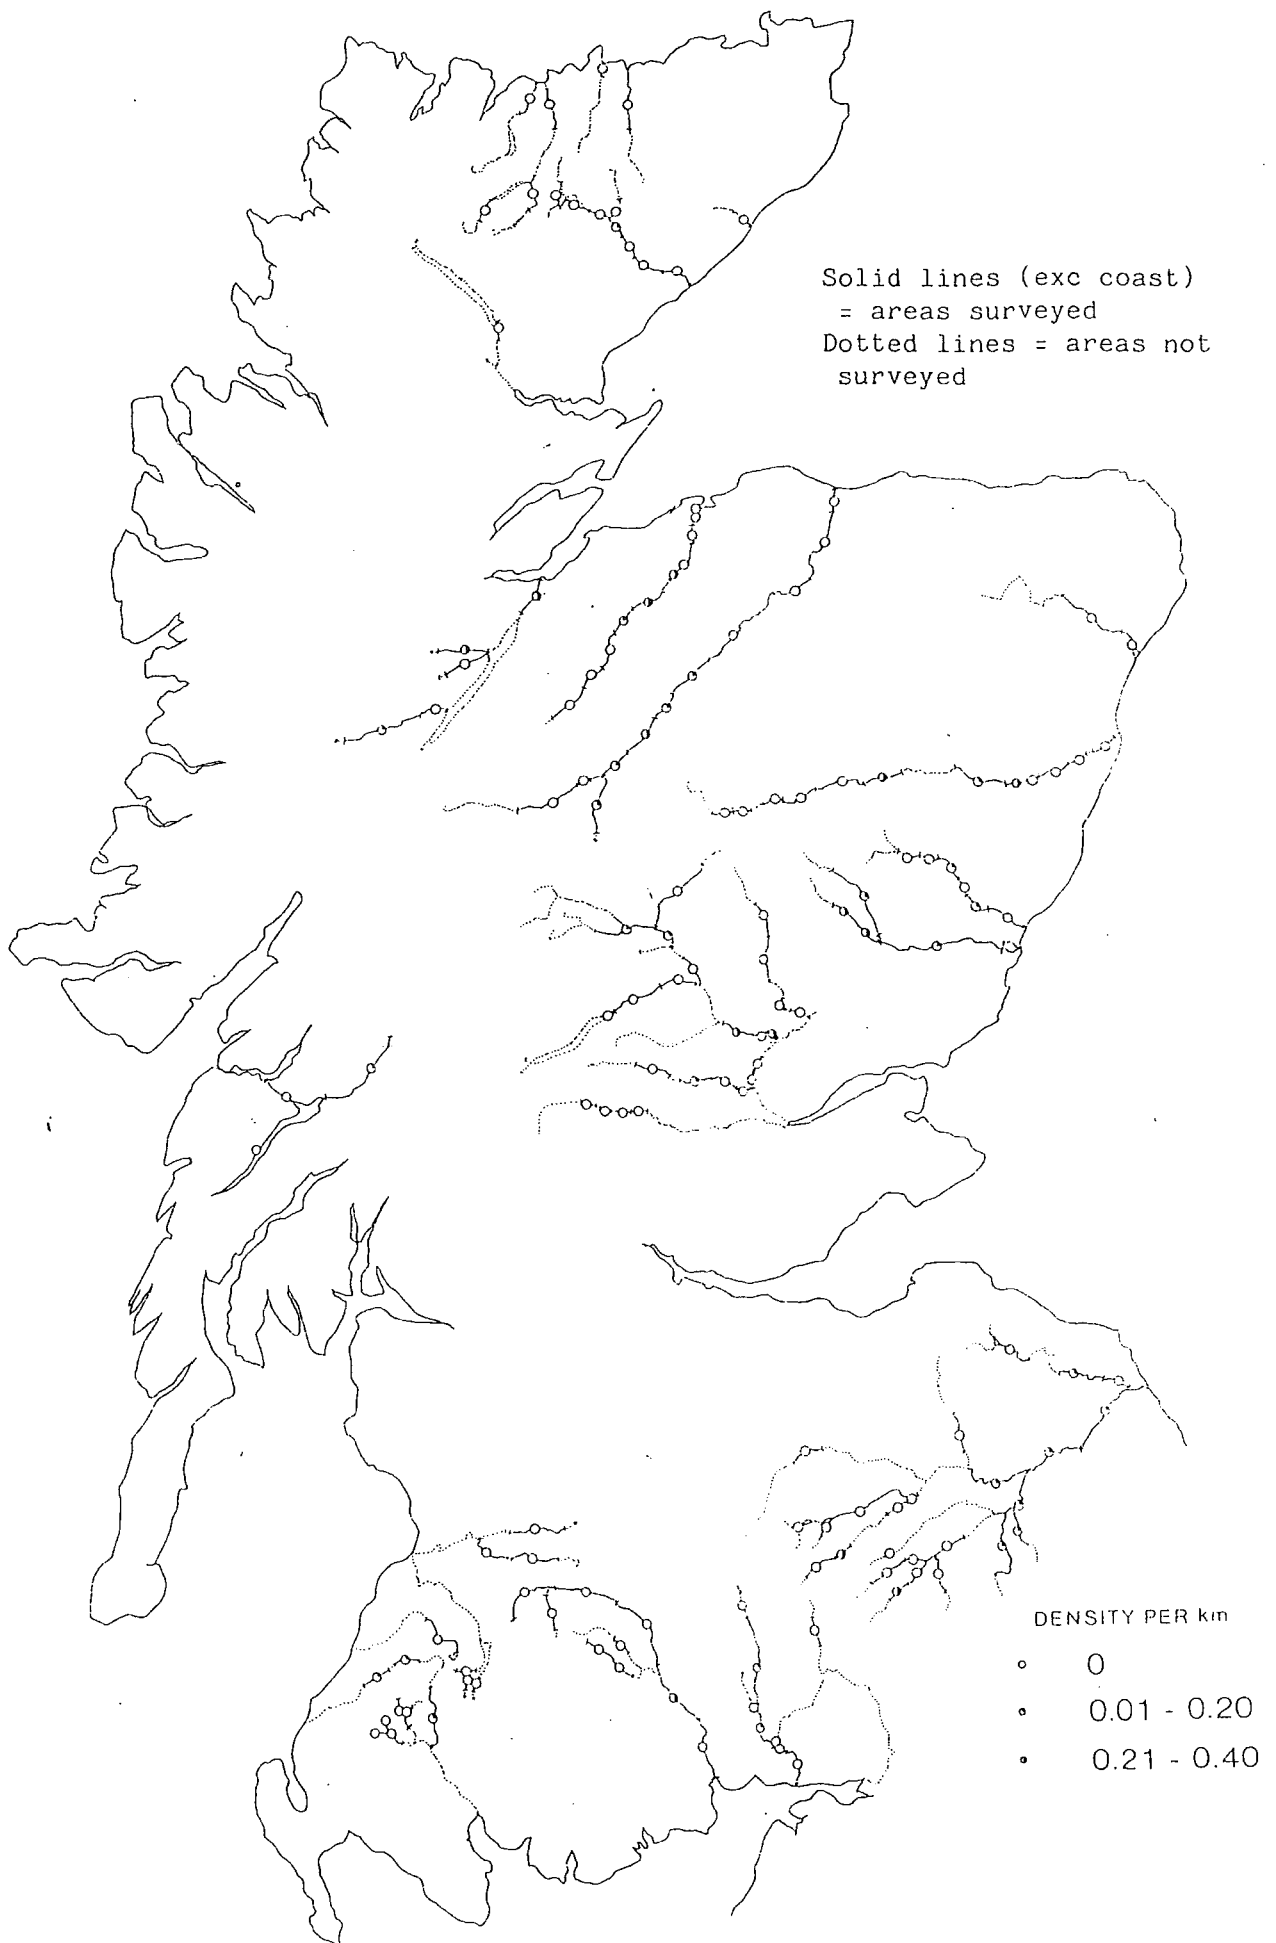 Solid lines (exc coast)
= areas surveyed
Dotted lines = areas not
surveyed
DENSITY PER km
0
0.01 - 0.20
0.21 - 0.40